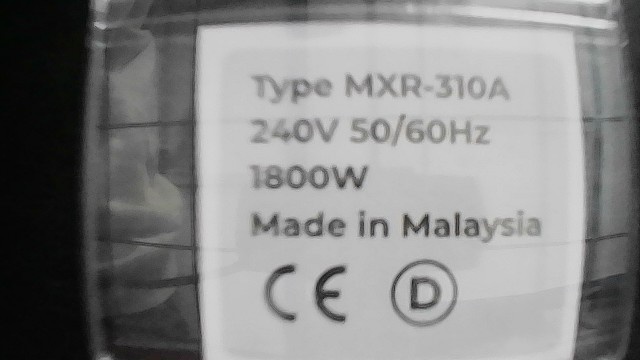 Type MXR-310A
240V 50/60Hz
1800W
Made in Malaysia
CE D